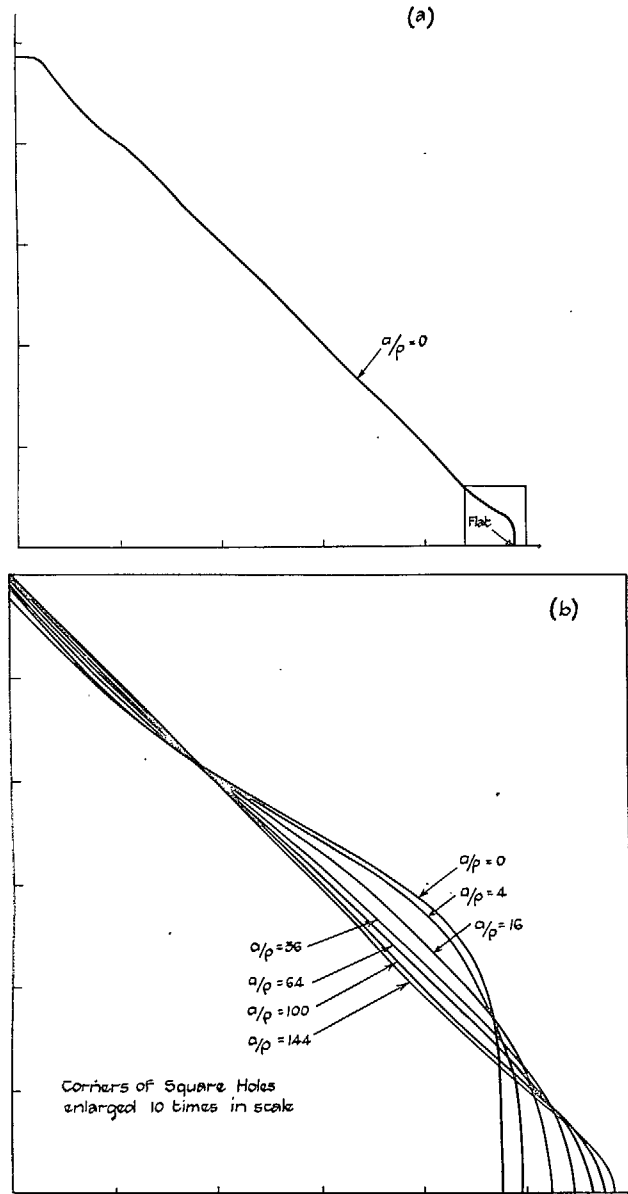 (a)
a/ρ = 0
Flat
(b)
a/ρ = 0
a/ρ = 4
a/ρ = 16
a/ρ = 36
a/ρ = 64
a/ρ = 100
a/ρ = 144
Corners of Square Holes
enlarged 10 times in scale